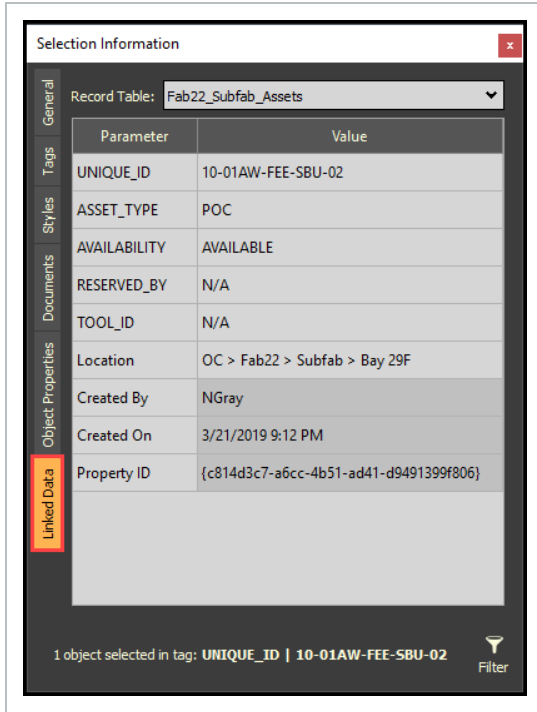 Selection Information
x
General
Tags
Styles
Documents
Object Properties
Linked Data
Record Table: Fab22_Subfab_Assets
Parameter Value
UNIQUE_ID 10-01AW-FEE-SBU-02
ASSET_TYPE POC
AVAILABILITY AVAILABLE
RESERVED_BY N/A
TOOL_ID N/A
Location OC > Fab22 > Subfab > Bay 29F
Created By NGray
Created On 3/21/2019 9:12 PM
Property ID {c814d3c7-a6cc-4b51-ad41-d9491399f806}
1 object selected in tag: UNIQUE_ID | 10-01AW-FEE-SBU-02
Filter